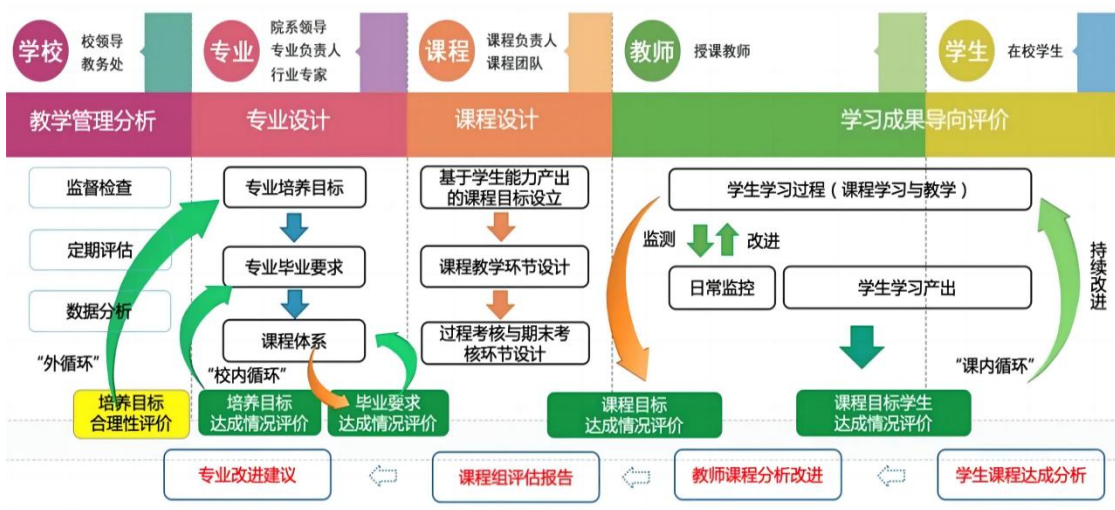 学校
校领导
教务处
专业
院系领导
专业负责人
行业专家
课程
课程负责人
课程团队
教师
授课教师
学生
在校学生
教学管理分析
专业设计
课程设计
学习成果导向评价
监督检查
定期评估
数据分析
“外循环”
培养目标
合理性评价
专业培养目标
专业毕业要求
课程体系
“校内循环”
培养目标
达成情况评价
毕业要求
达成情况评价
基于学生能力产出
的课程目标设立
课程教学环节设计
过程考核与期末考
核环节设计
学生学习过程（课程学习与教学）
监测
改进
日常监控
学生学习产出
持续改进
“课内循环”
课程目标
达成情况评价
课程目标学生
达成情况评价
专业改进建议
课程组评估报告
教师课程分析改进
学生课程达成分析